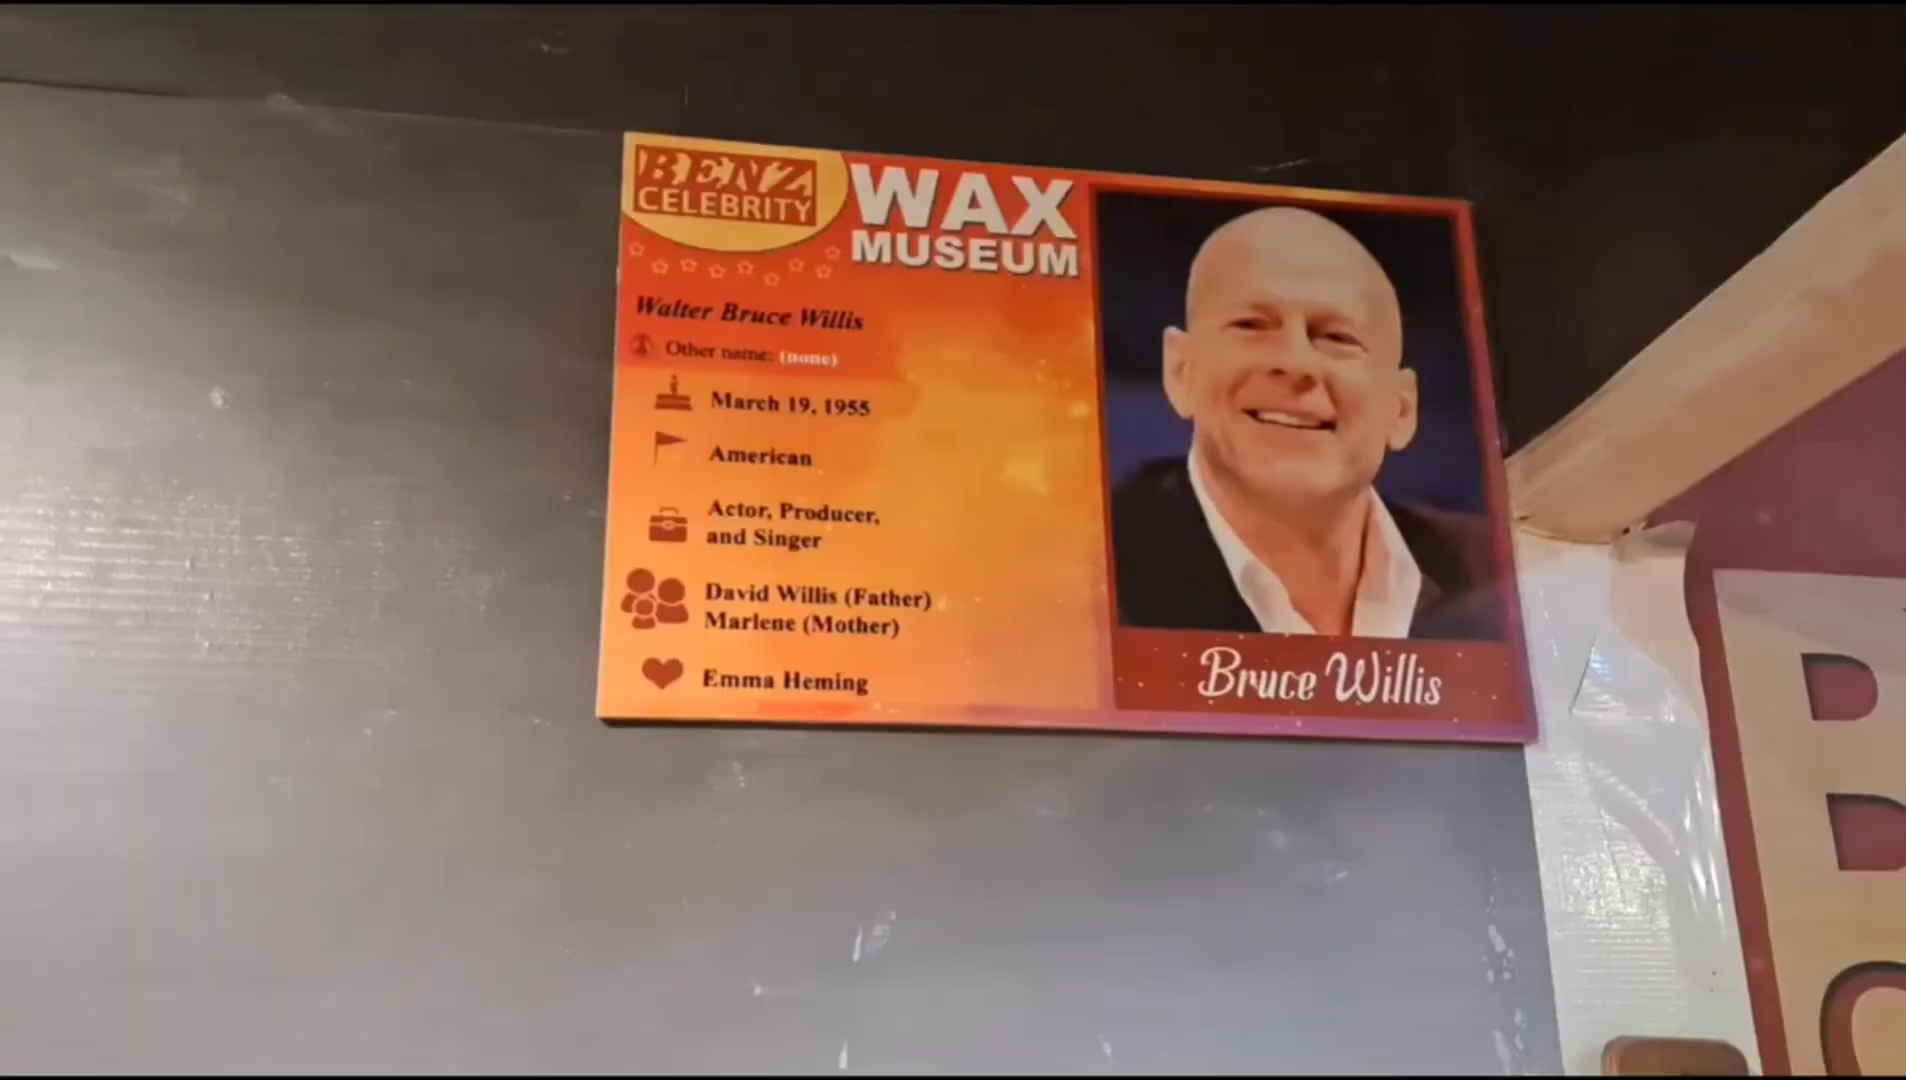 BENZ
CELEBRITY
WAX
MUSEUM
Walter Bruce Willis
Other name: (none)
March 19, 1955
American
Actor, Producer,
and Singer
David Willis (Father)
Marlene (Mother)
Emma Heming
Bruce Willis